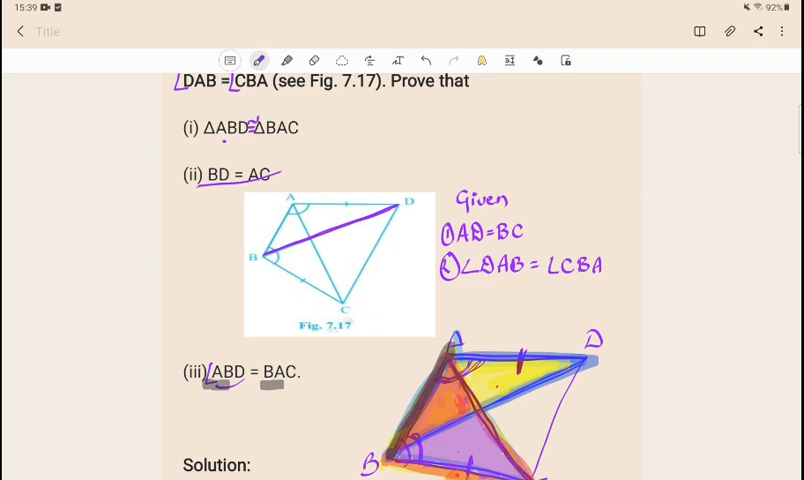 15:39
92%
Title
∠DAB = ∠CBA (see Fig. 7.17). Prove that
(i) ΔABD≅ΔBAC
(ii) BD = AC
A
D
B
C
Fig. 7.17
Given
① AD=BC
② ∠DAB = ∠CBA
(iii) ∠ABD = BAC.
A
D
B
Solution: